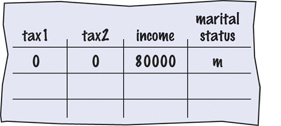 marital
tax1 tax2 income status
0 0 80000 m